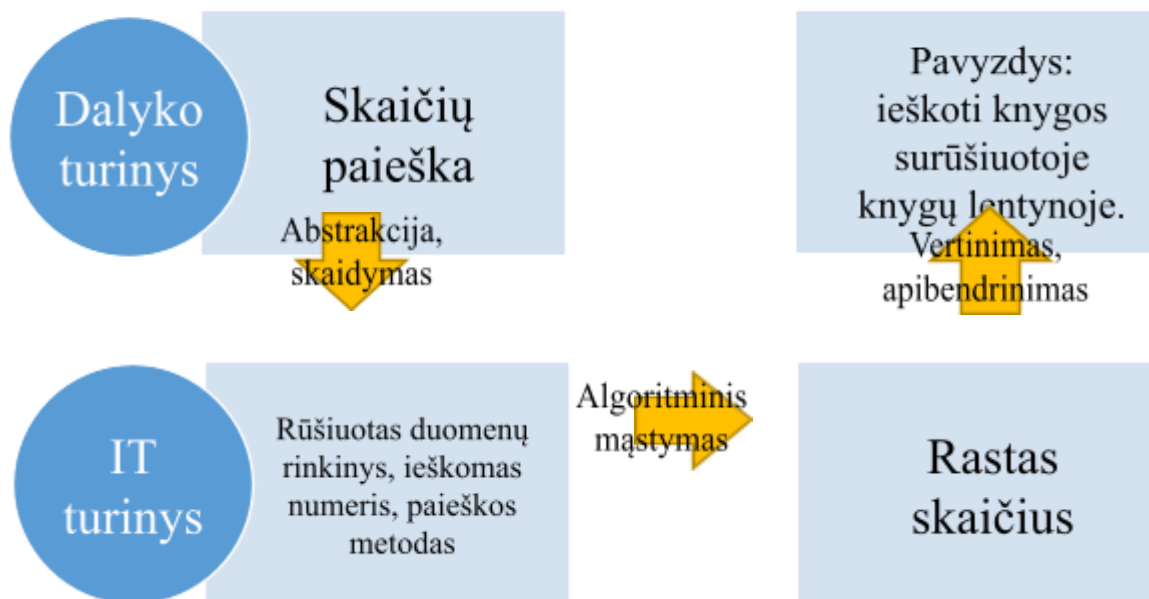 Dalyko
turinys
Skaičių
paieška
Abstrakcija,
skaidymas
Pavyzdys:
ieškoti knygos
surūšiuotoje
knygų lentynoje.
Vertinimas,
apibendrinimas
IT
turinys
Rūšiuotas duomenų
rinkinys, ieškomas
numeris, paieškos
metodas
Algoritminis
mąstymas
Rastas
skaičius